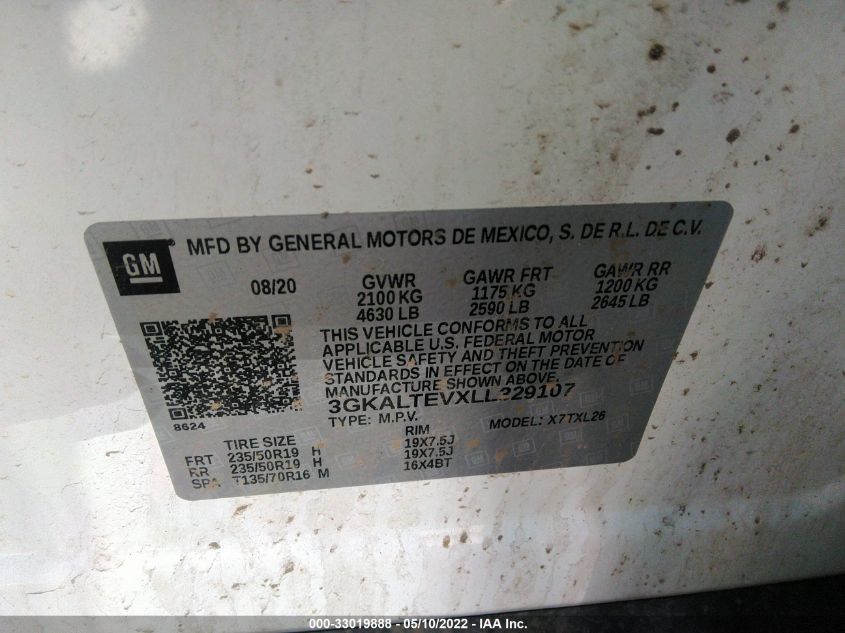 GM
MFD BY GENERAL MOTORS DE MEXICO, S. DE R.L. DE C.V.
08/20 GVWR GAWR FRT GAWR RR
2100 KG 1175 KG 1200 KG
4630 LB 2590 LB 2645 LB
THIS VEHICLE CONFORMS TO ALL
APPLICABLE U.S. FEDERAL MOTOR
VEHICLE SAFETY AND THEFT PREVENTION
STANDARDS IN EFFECT ON THE DATE OF
MANUFACTURE SHOWN ABOVE.
3GKALTEVXLL329107
8624 TYPE: M.P.V. MODEL: X7TXL26
TIRE SIZE RIM
FRT 235/50R19 H 19X7.5J
RR 235/50R19 H 19X7.5J
SPA T135/70R16 M 16X4BT
000-33019888 - 05/10/2022 - IAA Inc.